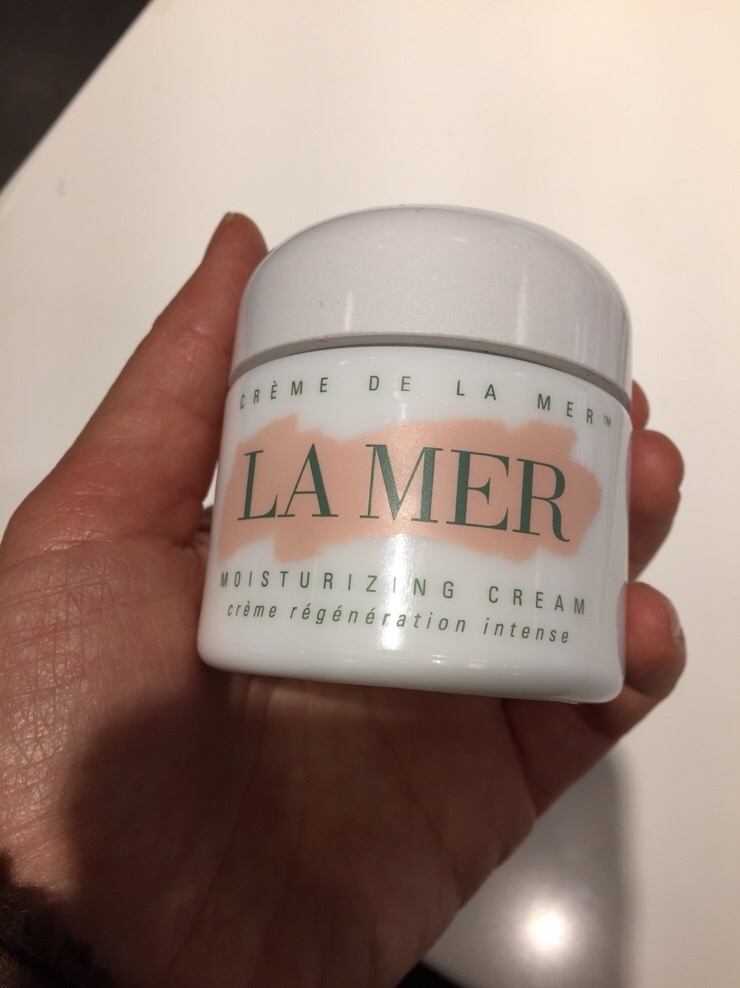 CRÈME DE LA MER™
LA MER
MOISTURIZING CREAM
crème régénération intense